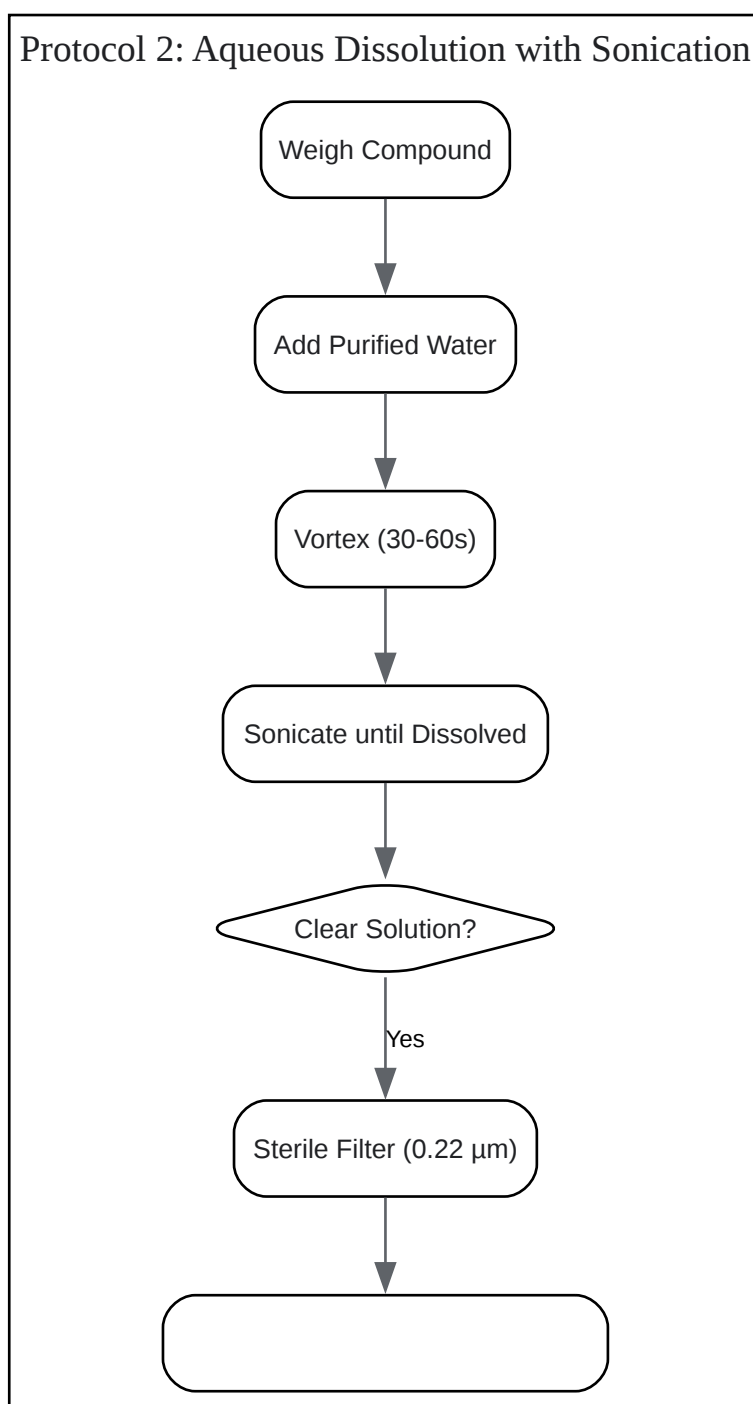 Protocol 2: Aqueous Dissolution with Sonication
Weigh Compound
Add Purified Water
Vortex (30-60s)
Sonicate until Dissolved
Clear Solution?
Yes
Sterile Filter (0.22 µm)